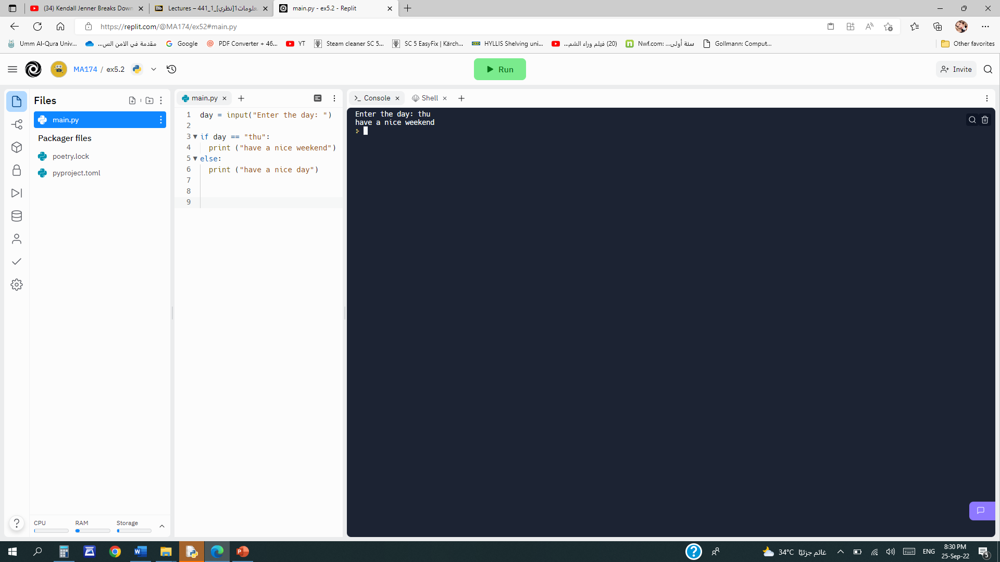 (34) Kendall Jenner Breaks Down
Lectures – 441_1_[نظري]1علومات
main.py - ex5.2 - Replit
https://replit.com/@MA174/ex52#main.py
Umm Al-Qura Univ...
مقدمة في الامن الس...
Google
PDF Converter + 46...
YT
Steam cleaner SC 5...
SC 5 EasyFix | Kärch...
HYLLIS Shelving uni...
(20) فيلم وراء الشم...
Nwf.com: سنة أولى...
Gollmann: Comput...
Other favorites
MA174 / ex5.2
Run
Invite
Files
main.py
Packager files
poetry.lock
pyproject.toml
CPU
RAM
Storage
main.py
1 day = input("Enter the day: ")
2
3 if day == "thu":
4 print ("have a nice weekend")
5 else:
6 print ("have a nice day")
7
8
9
Console
Shell
Enter the day: thu
have a nice weekend
34°C غائم جزئيًا
ENG
8:30 PM
25-Sep-22
5